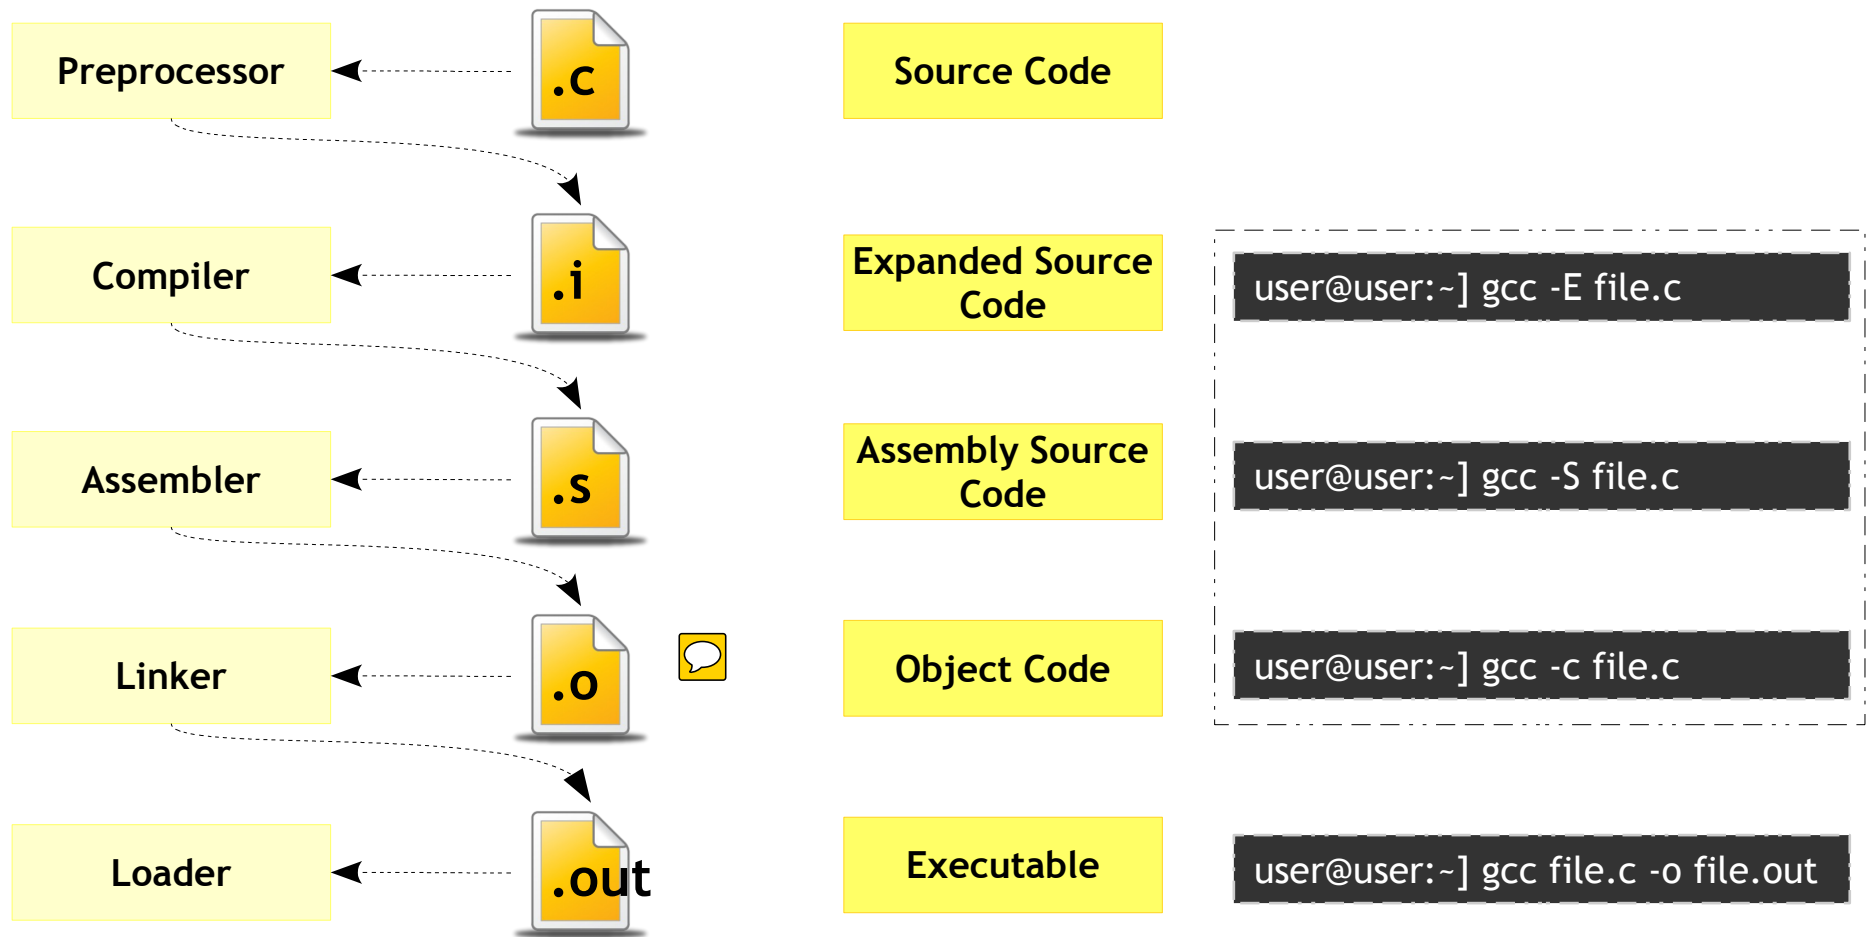 Preprocessor
.c
Source Code
Compiler
.i
Expanded Source
Code
user@user:~] gcc -E file.c
Assembler
.s
Assembly Source
Code
user@user:~] gcc -S file.c
Linker
.o
Object Code
user@user:~] gcc -c file.c
Loader
.out
Executable
user@user:~] gcc file.c -o file.out